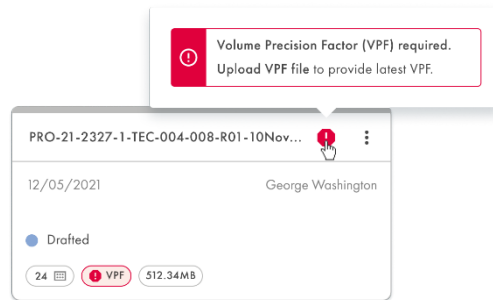 Volume Precision Factor (VPF) required.
Upload VPF file to provide latest VPF.
PRO-21-2327-1-TEC-004-008-R01-10Nov...
12/05/2021
George Washington
Drafted
24
VPF
512.34MB